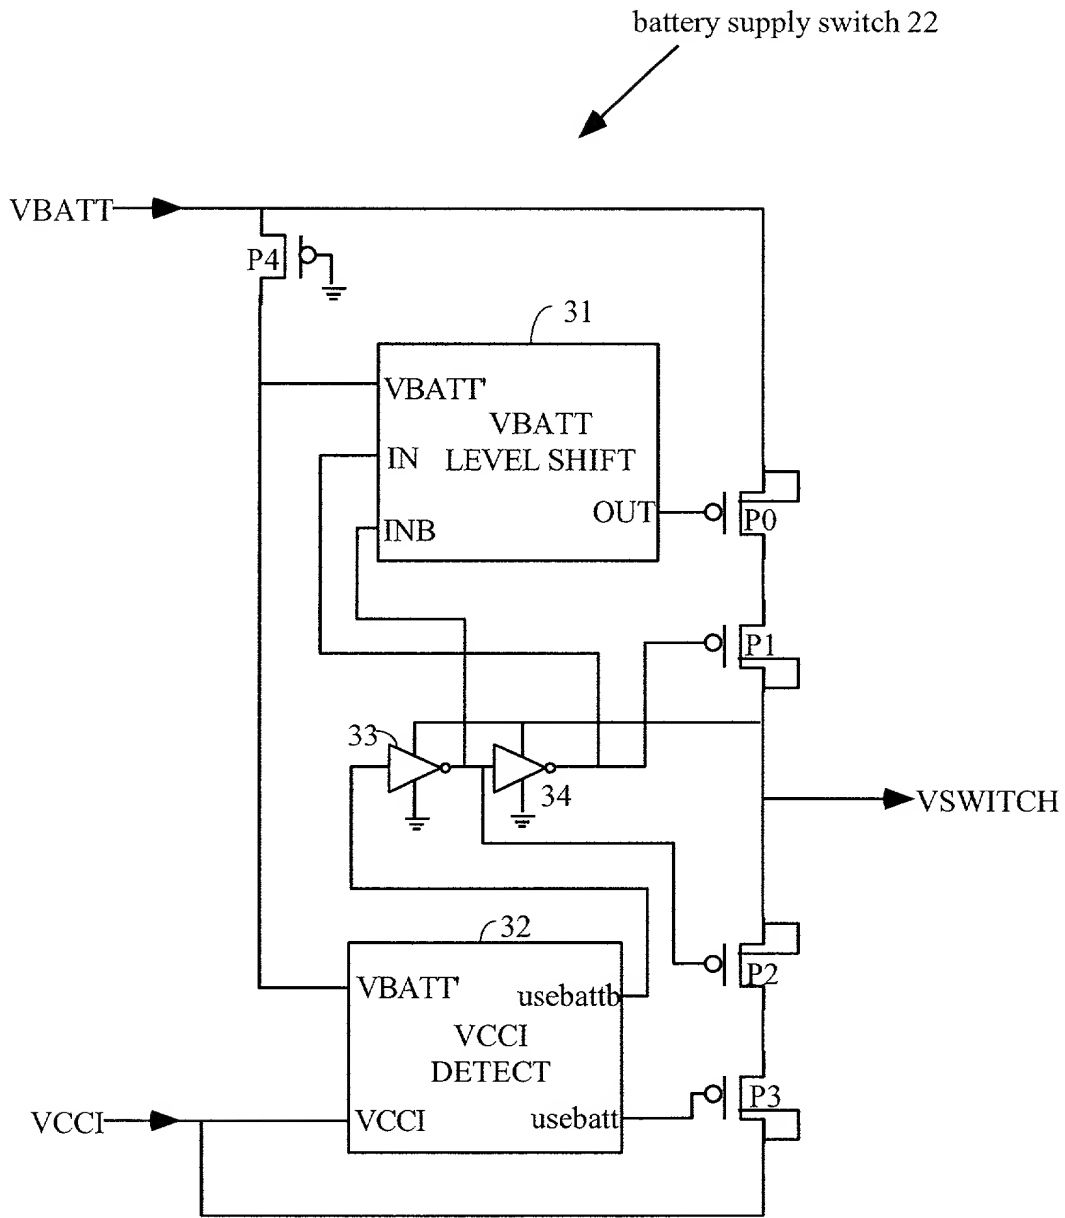 battery supply switch 22
VBATT
P4
31
VBATT'
VBATT
LEVEL SHIFT
IN
OUT
INB
P0
P1
33
34
VSWITCH
32
VBATT'
usebattb
P2
VCCI
DETECT
P3
VCCI
VCCI
usebatt